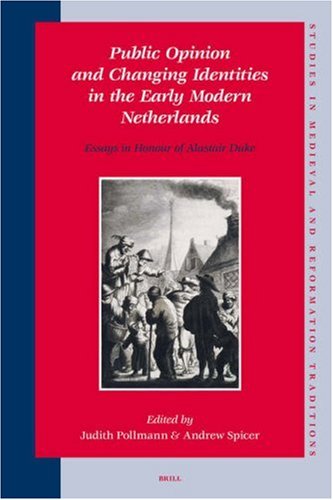 Public Opinion
and Changing Identities
in the Early Modern
Netherlands
Essays in Honour of Alastair Duke
Edited by
Judith Pollmann & Andrew Spicer
BRILL
STUDIES IN MEDIEVAL AND REFORMATION TRADITIONS